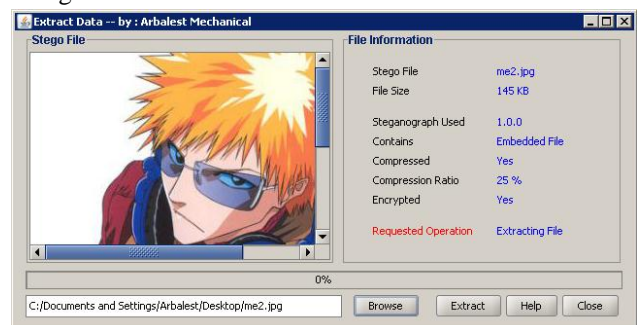 Extract Data -- by : Arbalest Mechanical
Stego File
File Information
Stego File me2.jpg
File Size 145 KB
Steganograph Used 1.0.0
Contains Embedded File
Compressed Yes
Compression Ratio 25 %
Encrypted Yes
Requested Operation Extracting File
0%
C:/Documents and Settings/Arbalest/Desktop/me2.jpg
Browse Extract Help Close